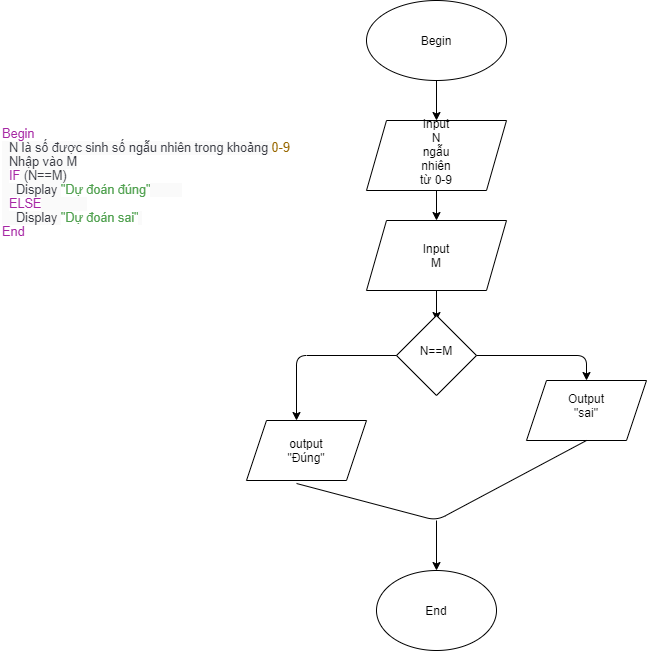 Begin
N là số được sinh số ngẫu nhiên trong khoảng 0-9
Nhập vào M
IF (N==M)
Display "Dự đoán đúng"
ELSE
Display "Dự đoán sai"
End
Begin
Input
N
ngẫu
nhiên
từ 0-9
Input
M
N==M
output
"Đúng"
Output
"sai"
End